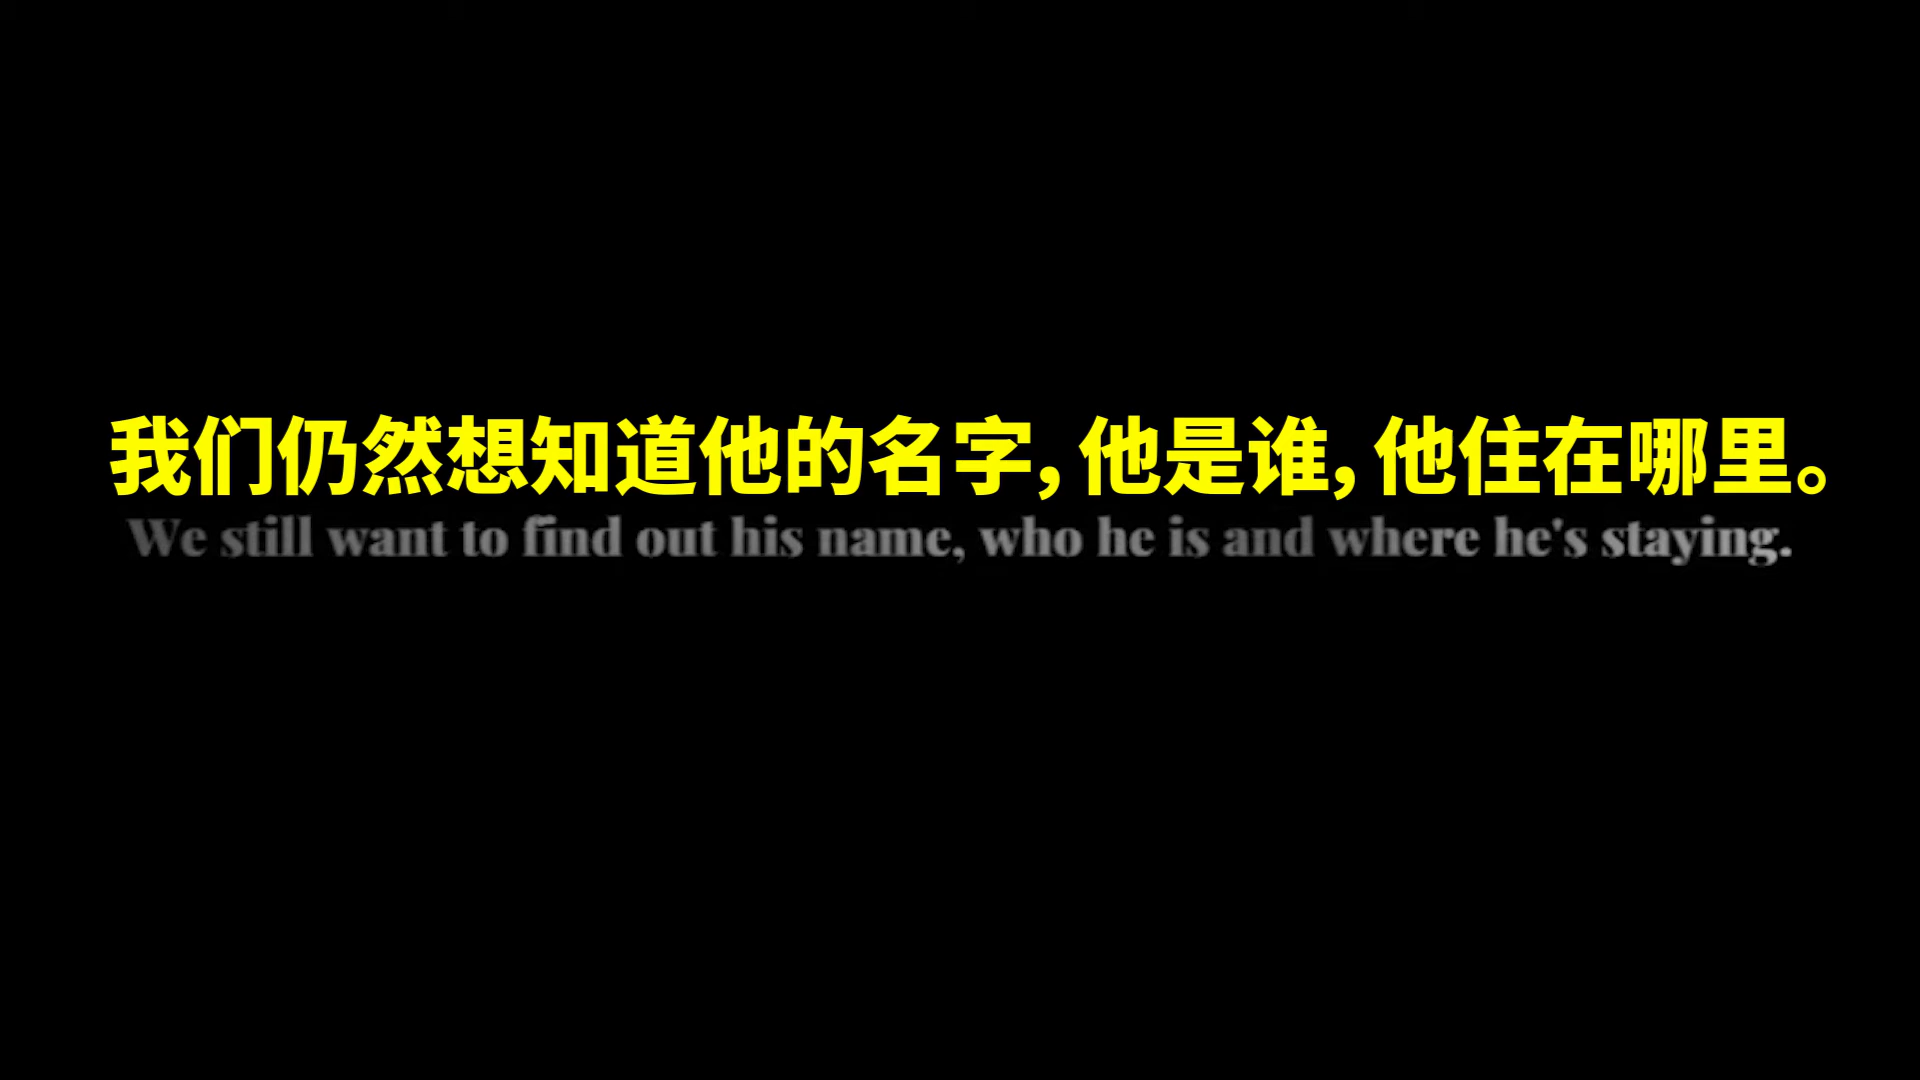 我们仍然想知道他的名字，他是谁，他住在哪里。
We still want to find out his name, who he is and where he's staying.